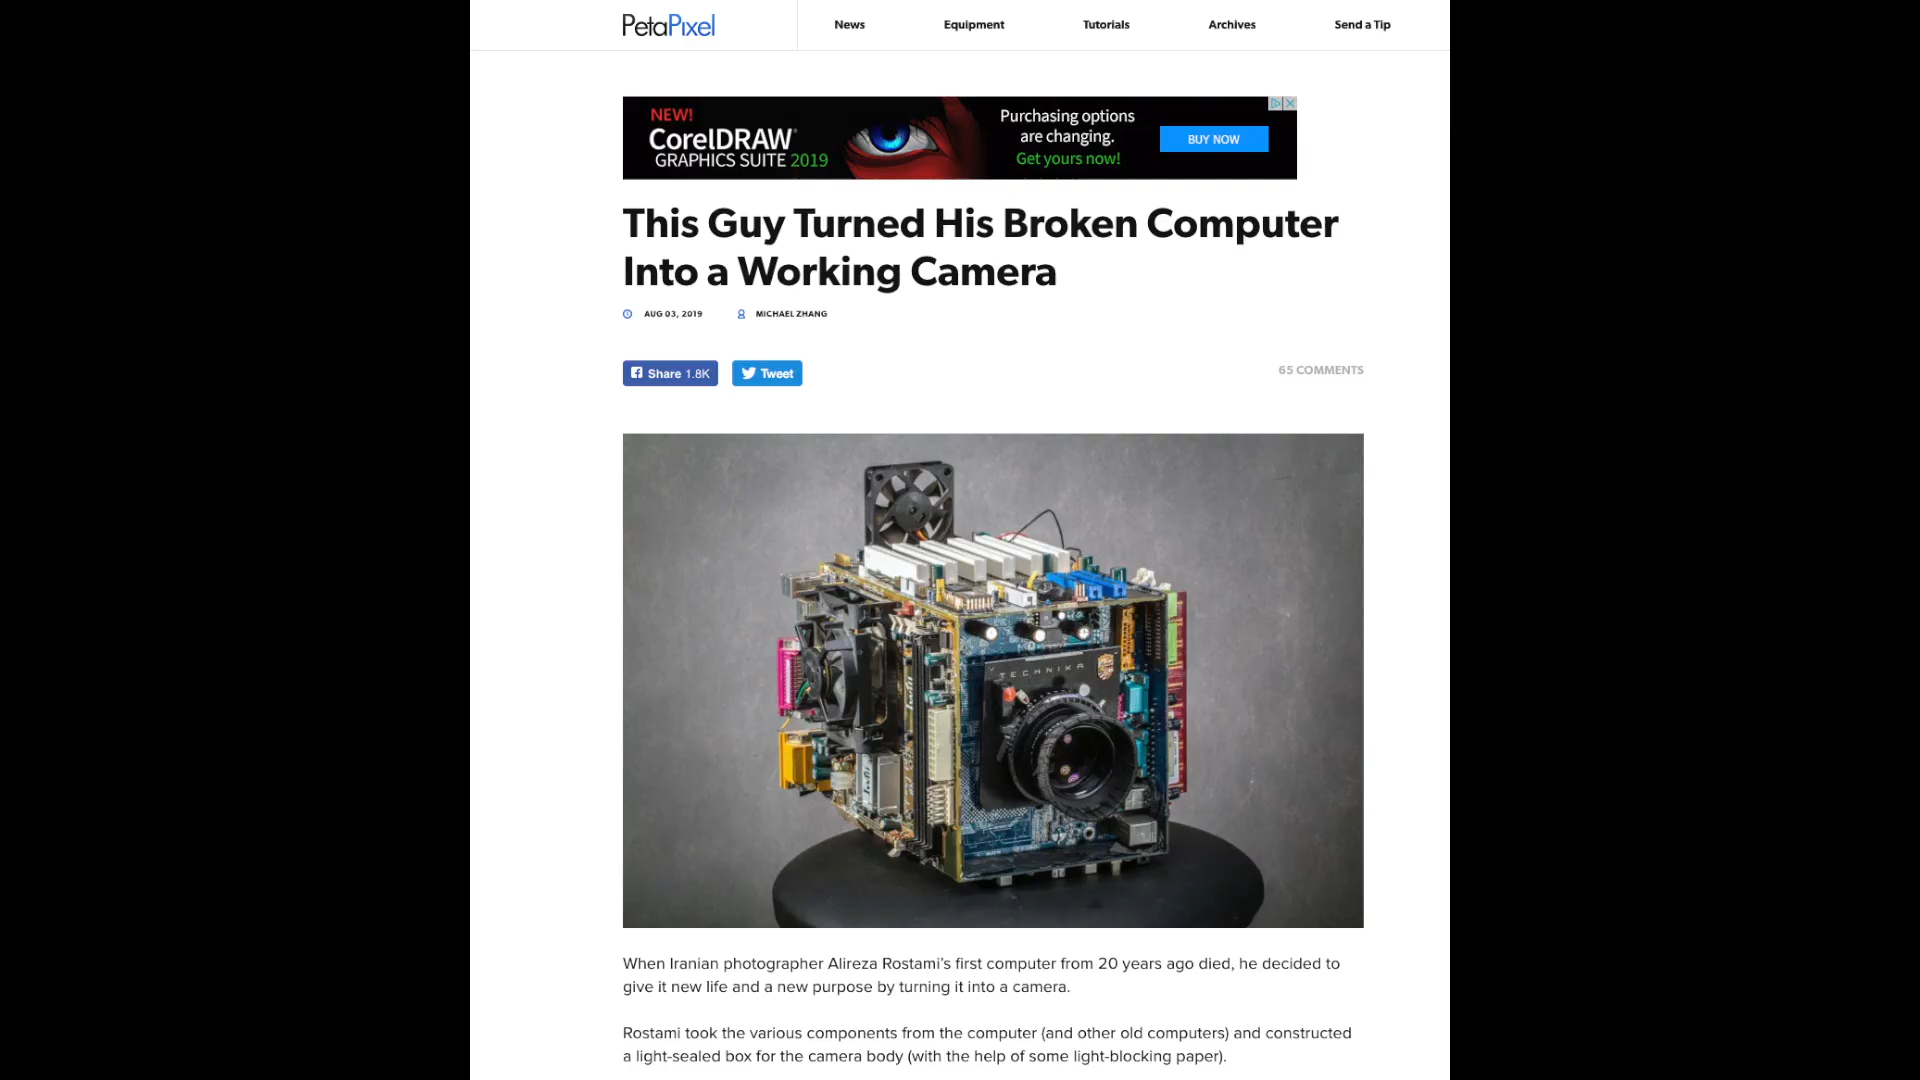 PetaPixel
News Equipment Tutorials Archives Send a Tip
NEW!
CorelDRAW®
GRAPHICS SUITE 2019
Purchasing options
are changing.
Get yours now!
BUY NOW
This Guy Turned His Broken Computer
Into a Working Camera
AUG 03, 2019 MICHAEL ZHANG
Share 1.8K Tweet
65 COMMENTS
TECHNIKA
When Iranian photographer Alireza Rostami’s first computer from 20 years ago died, he decided to
give it new life and a new purpose by turning it into a camera.
Rostami took the various components from the computer (and other old computers) and constructed
a light-sealed box for the camera body (with the help of some light-blocking paper).